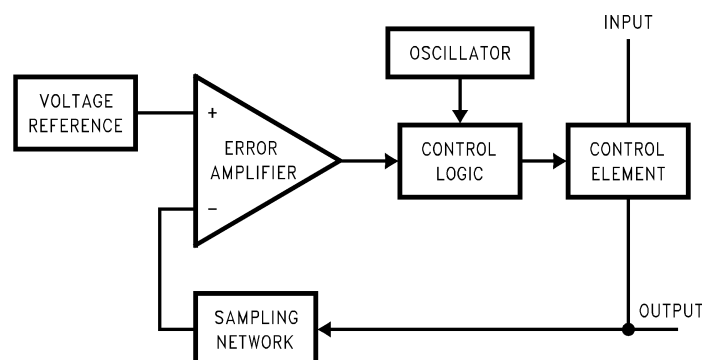 INPUT
OSCILLATOR
VOLTAGE
REFERENCE
+
ERROR
AMPLIFIER
−
CONTROL
LOGIC
CONTROL
ELEMENT
OUTPUT
SAMPLING
NETWORK